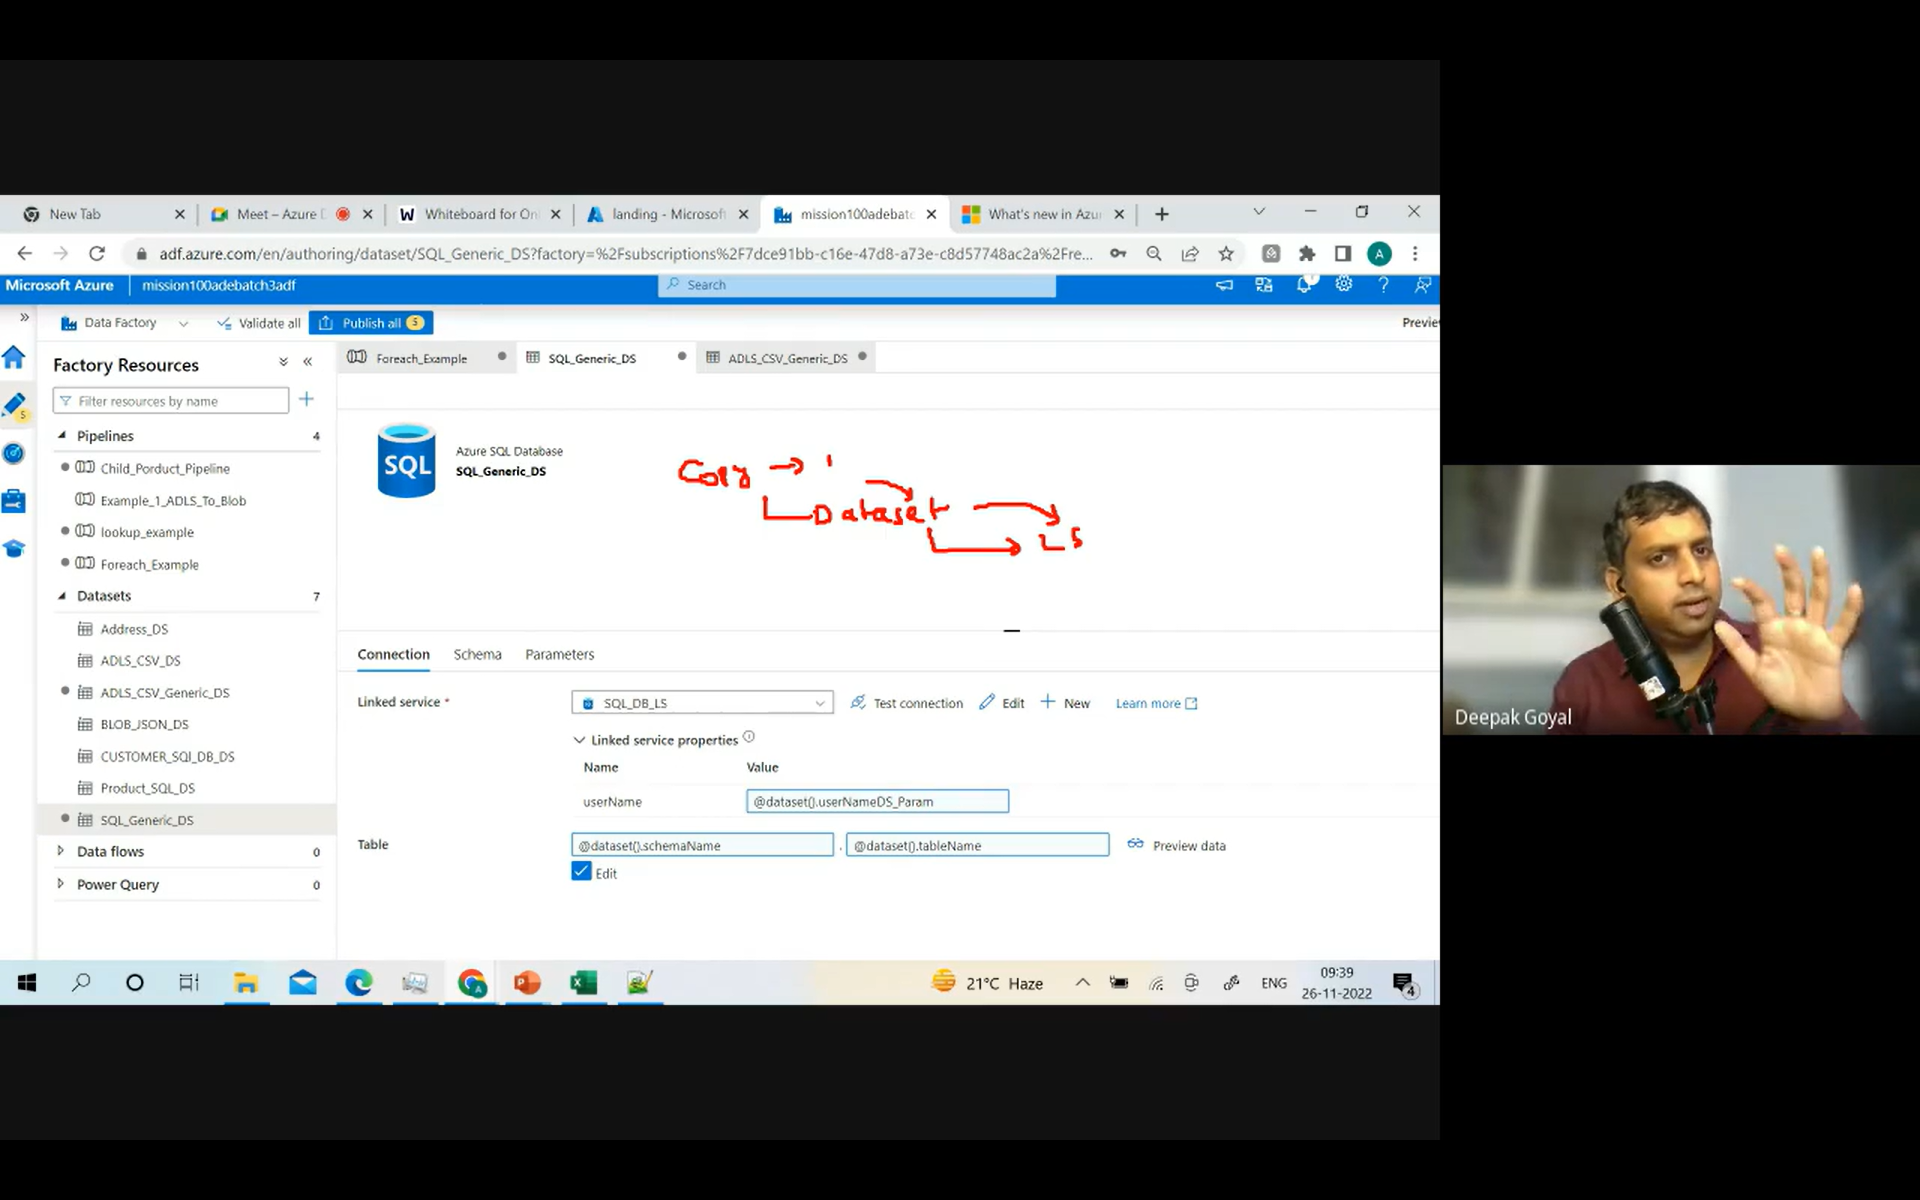 New Tab
Meet – Azure D
Whiteboard for Onl
landing - Microsoft
mission100adebatc
What's new in Azur
adf.azure.com/en/authoring/dataset/SQL_Generic_DS?factory=%2Fsubscriptions%2F7dce91bb-c16e-47d8-a73e-c8d57748ac2a%2Fre...
A
Microsoft Azure
mission100adebatch3adf
Search
Data Factory
Validate all
Publish all 5
Preview
Factory Resources
Filter resources by name
Pipelines 4
Child_Porduct_Pipeline
Example_1_ADLS_To_Blob
lookup_example
Foreach_Example
Datasets 7
Address_DS
ADLS_CSV_DS
ADLS_CSV_Generic_DS
BLOB_JSON_DS
CUSTOMER_SQl_DB_DS
Product_SQL_DS
SQL_Generic_DS
Data flows 0
Power Query 0
5
Foreach_Example
SQL_Generic_DS
ADLS_CSV_Generic_DS
SQL
Azure SQL Database
SQL_Generic_DS
Copy →
Dataset
LS
Connection Schema Parameters
Linked service * SQL_DB_LS Test connection Edit New Learn more
Linked service properties
Name Value
userName @dataset().userNameDS_Param
Table @dataset().schemaName . @dataset().tableName Preview data
Edit
21°C Haze
ENG
09:39
26-11-2022
4
Deepak Goyal